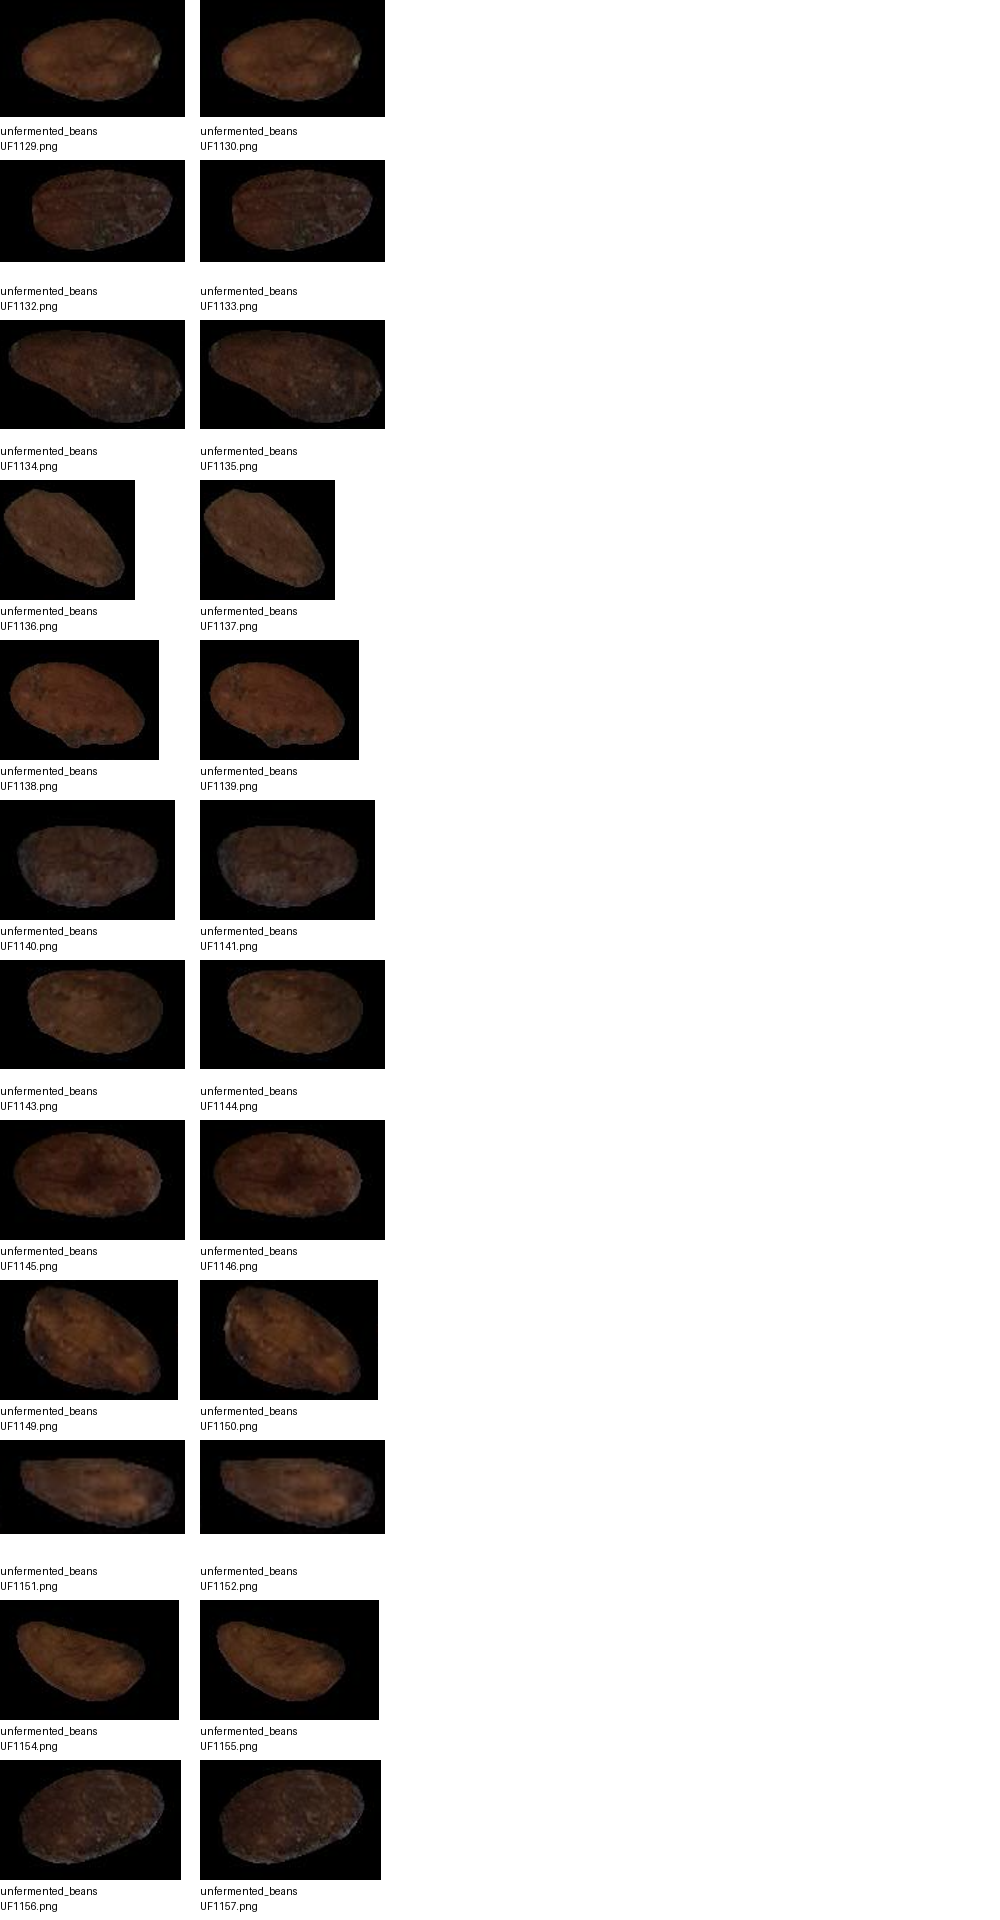 unfermented_beans unfermented_beans
UF1129.png UF1130.png
unfermented_beans unfermented_beans
UF1132.png UF1133.png
unfermented_beans unfermented_beans
UF1134.png UF1135.png
unfermented_beans unfermented_beans
UF1136.png UF1137.png
unfermented_beans unfermented_beans
UF1138.png UF1139.png
unfermented_beans unfermented_beans
UF1140.png UF1141.png
unfermented_beans unfermented_beans
UF1143.png UF1144.png
unfermented_beans unfermented_beans
UF1145.png UF1146.png
unfermented_beans unfermented_beans
UF1149.png UF1150.png
unfermented_beans unfermented_beans
UF1151.png UF1152.png
unfermented_beans unfermented_beans
UF1154.png UF1155.png
unfermented_beans unfermented_beans
UF1156.png UF1157.png